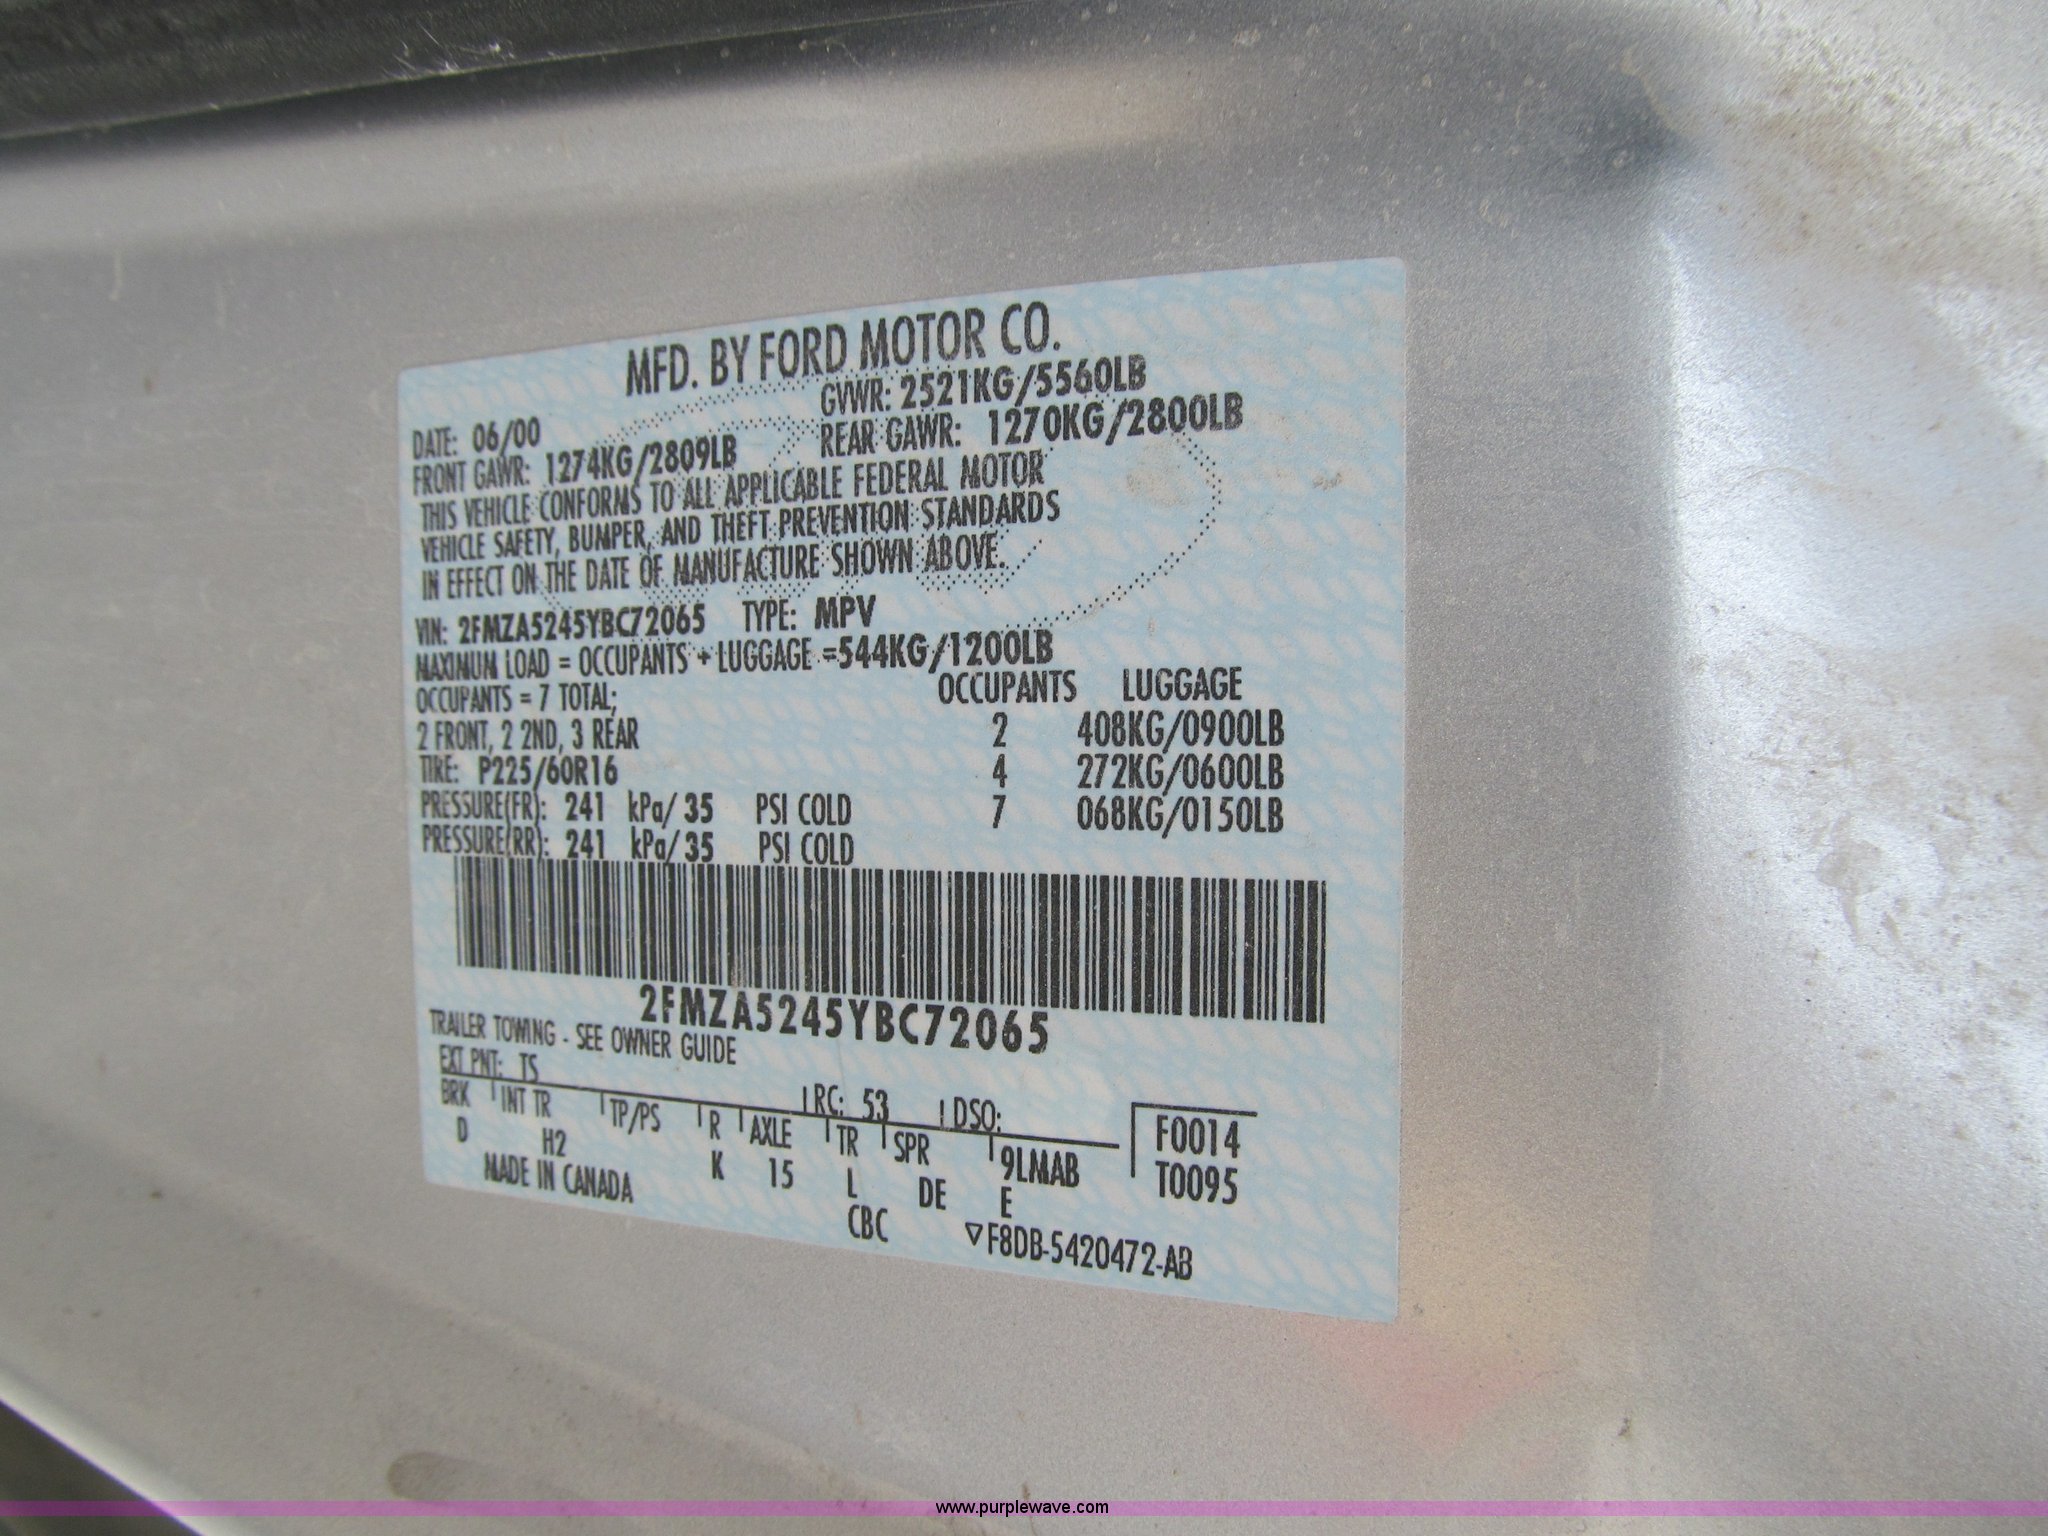 MFD. BY FORD MOTOR CO.
DATE: 06/00 GVWR: 2521KG/5560LB
FRONT GAWR: 1274KG/2809LB REAR GAWR: 1270KG/2800LB
THIS VEHICLE CONFORMS TO ALL APPLICABLE FEDERAL MOTOR
VEHICLE SAFETY, BUMPER, AND THEFT PREVENTION STANDARDS
IN EFFECT ON THE DATE OF MANUFACTURE SHOWN ABOVE.
VIN: 2FMZA5245YBC72065 TYPE: MPV
MAXIMUM LOAD = OCCUPANTS + LUGGAGE =544KG/1200LB
OCCUPANTS = 7 TOTAL; OCCUPANTS LUGGAGE
2 FRONT, 2 2ND, 3 REAR 2 408KG/0900LB
TIRE: P225/60R16 4 272KG/0600LB
PRESSURE(FR): 241 kPa/ 35 PSI COLD 7 068KG/0150LB
PRESSURE(RR): 241 kPa/ 35 PSI COLD
2FMZA5245YBC72065
TRAILER TOWING - SEE OWNER GUIDE
EXT PNT: TS RC: 53 DSO: F0014
BRK INT TR TP/PS R AXLE TR SPR 9LMAB T0095
D H2 K 15 L DE E
MADE IN CANADA CBC ▽F8DB-5420472-AB
www.purplewave.com